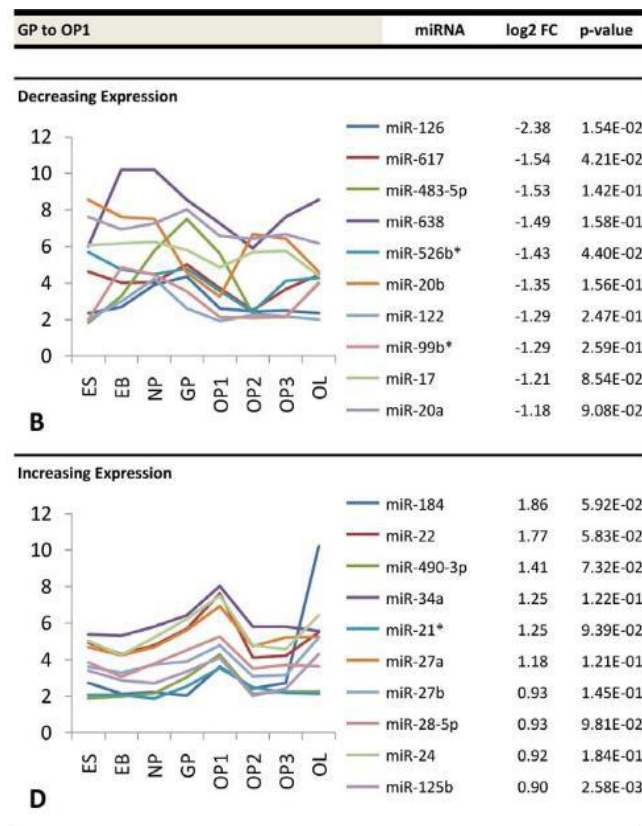 GP to OP1 miRNA log2 FC p-value
Decreasing Expression
12
10
8
6
4
2
0
ES EB NP GP OP1 OP2 OP3 OL
B
miR-126 -2.38 1.54E-02
miR-617 -1.54 4.21E-02
miR-483-5p -1.53 1.42E-01
miR-638 -1.49 1.58E-01
miR-526b* -1.43 4.40E-02
miR-20b -1.35 1.56E-01
miR-122 -1.29 2.47E-01
miR-99b* -1.29 2.59E-01
miR-17 -1.21 8.54E-02
miR-20a -1.18 9.08E-02
Increasing Expression
12
10
8
6
4
2
0
ES EB NP GP OP1 OP2 OP3 OL
D
miR-184 1.86 5.92E-02
miR-22 1.77 5.83E-02
miR-490-3p 1.41 7.32E-02
miR-34a 1.25 1.22E-01
miR-21* 1.25 9.39E-02
miR-27a 1.18 1.21E-01
miR-27b 0.93 1.45E-01
miR-28-5p 0.93 9.81E-02
miR-24 0.92 1.84E-01
miR-125b 0.90 2.58E-03